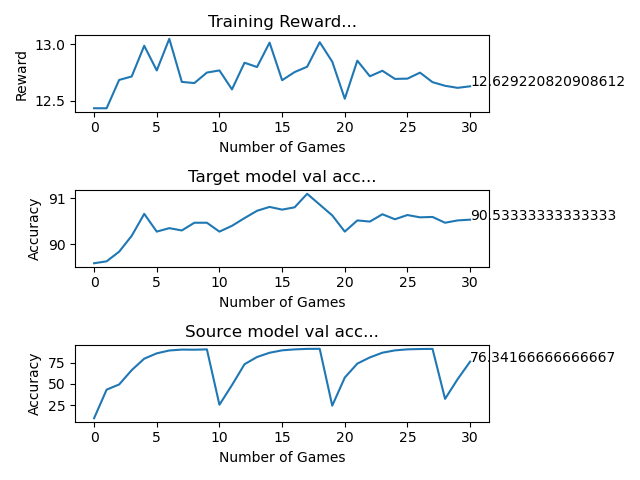 Training Reward...
13.0
12.5
Reward
12.629220820908612
0 5 10 15 20 25 30
Number of Games
Target model val acc...
91
90
Accuracy
90.53333333333333
0 5 10 15 20 25 30
Number of Games
Source model val acc...
75
50
25
Accuracy
76.34166666666667
0 5 10 15 20 25 30
Number of Games